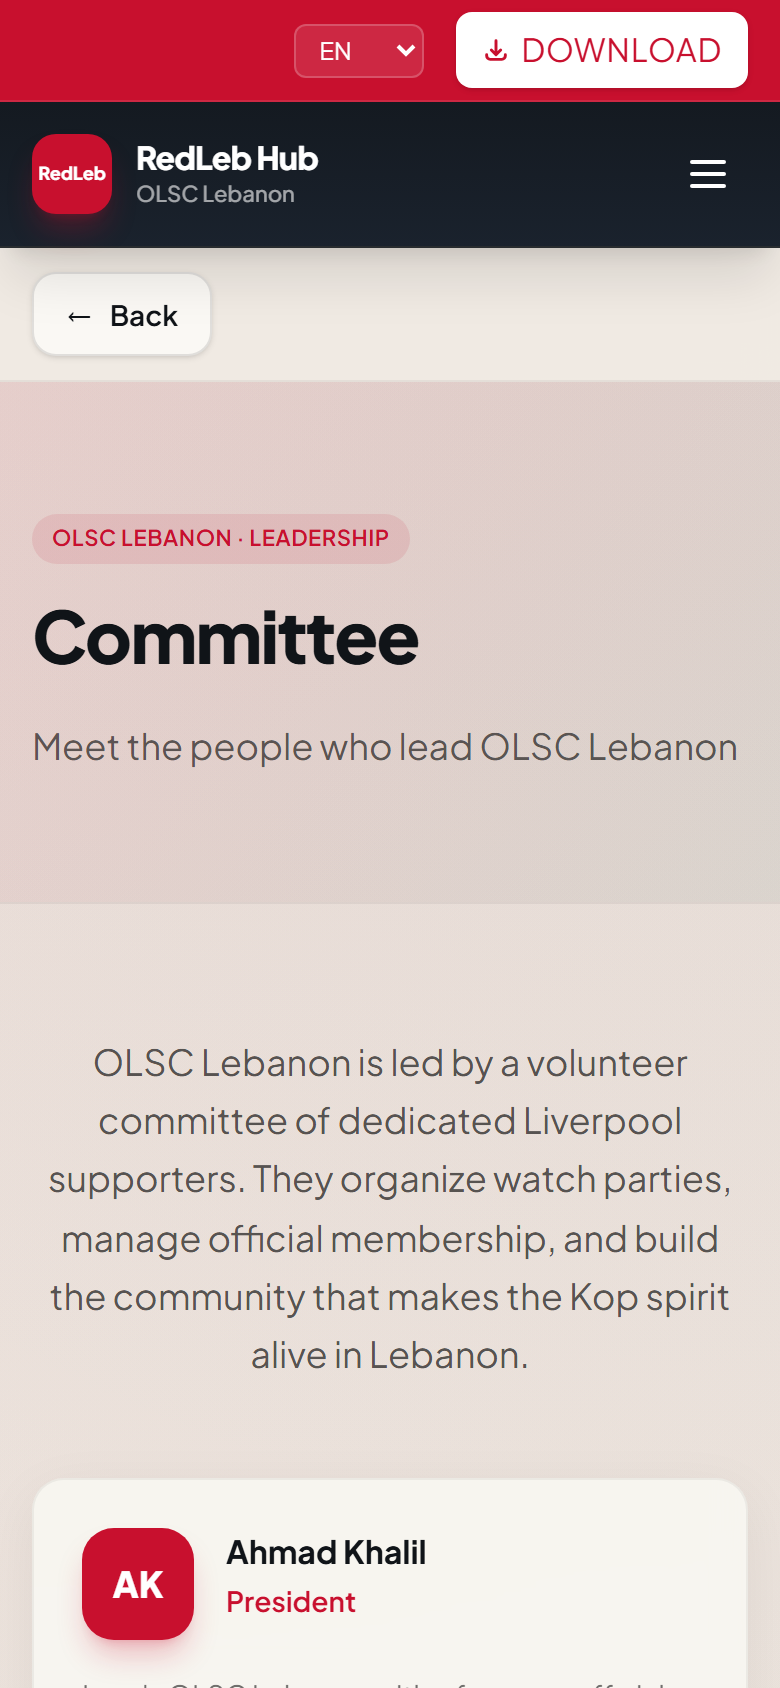 EN
DOWNLOAD
RedLeb
RedLeb Hub
OLSC Lebanon
← Back
OLSC LEBANON · LEADERSHIP
Committee
Meet the people who lead OLSC Lebanon
OLSC Lebanon is led by a volunteer
committee of dedicated Liverpool
supporters. They organize watch parties,
manage official membership, and build
the community that makes the Kop spirit
alive in Lebanon.
AK
Ahmad Khalil
President